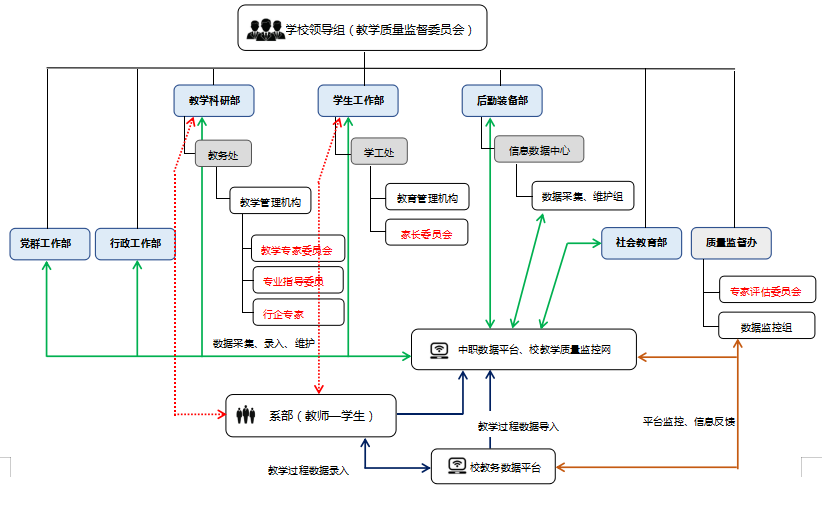 学校领导组（教学质量监督委员会）
教学科研部
学生工作部
后勤装备部
教务处
学工处
信息数据中心
教学管理机构
教育管理机构
数据采集、维护组
家长委员会
党群工作部
行政工作部
社会教育部
质量监督办
教学专家委员会
专业指导委员
行企专家
专家评估委员会
数据监控组
数据采集、录入、维护
中职数据平台、校教学质量监控网
系部（教师—学生）
教学过程数据导入
平台监控、信息反馈
教学过程数据录入
校教务数据平台